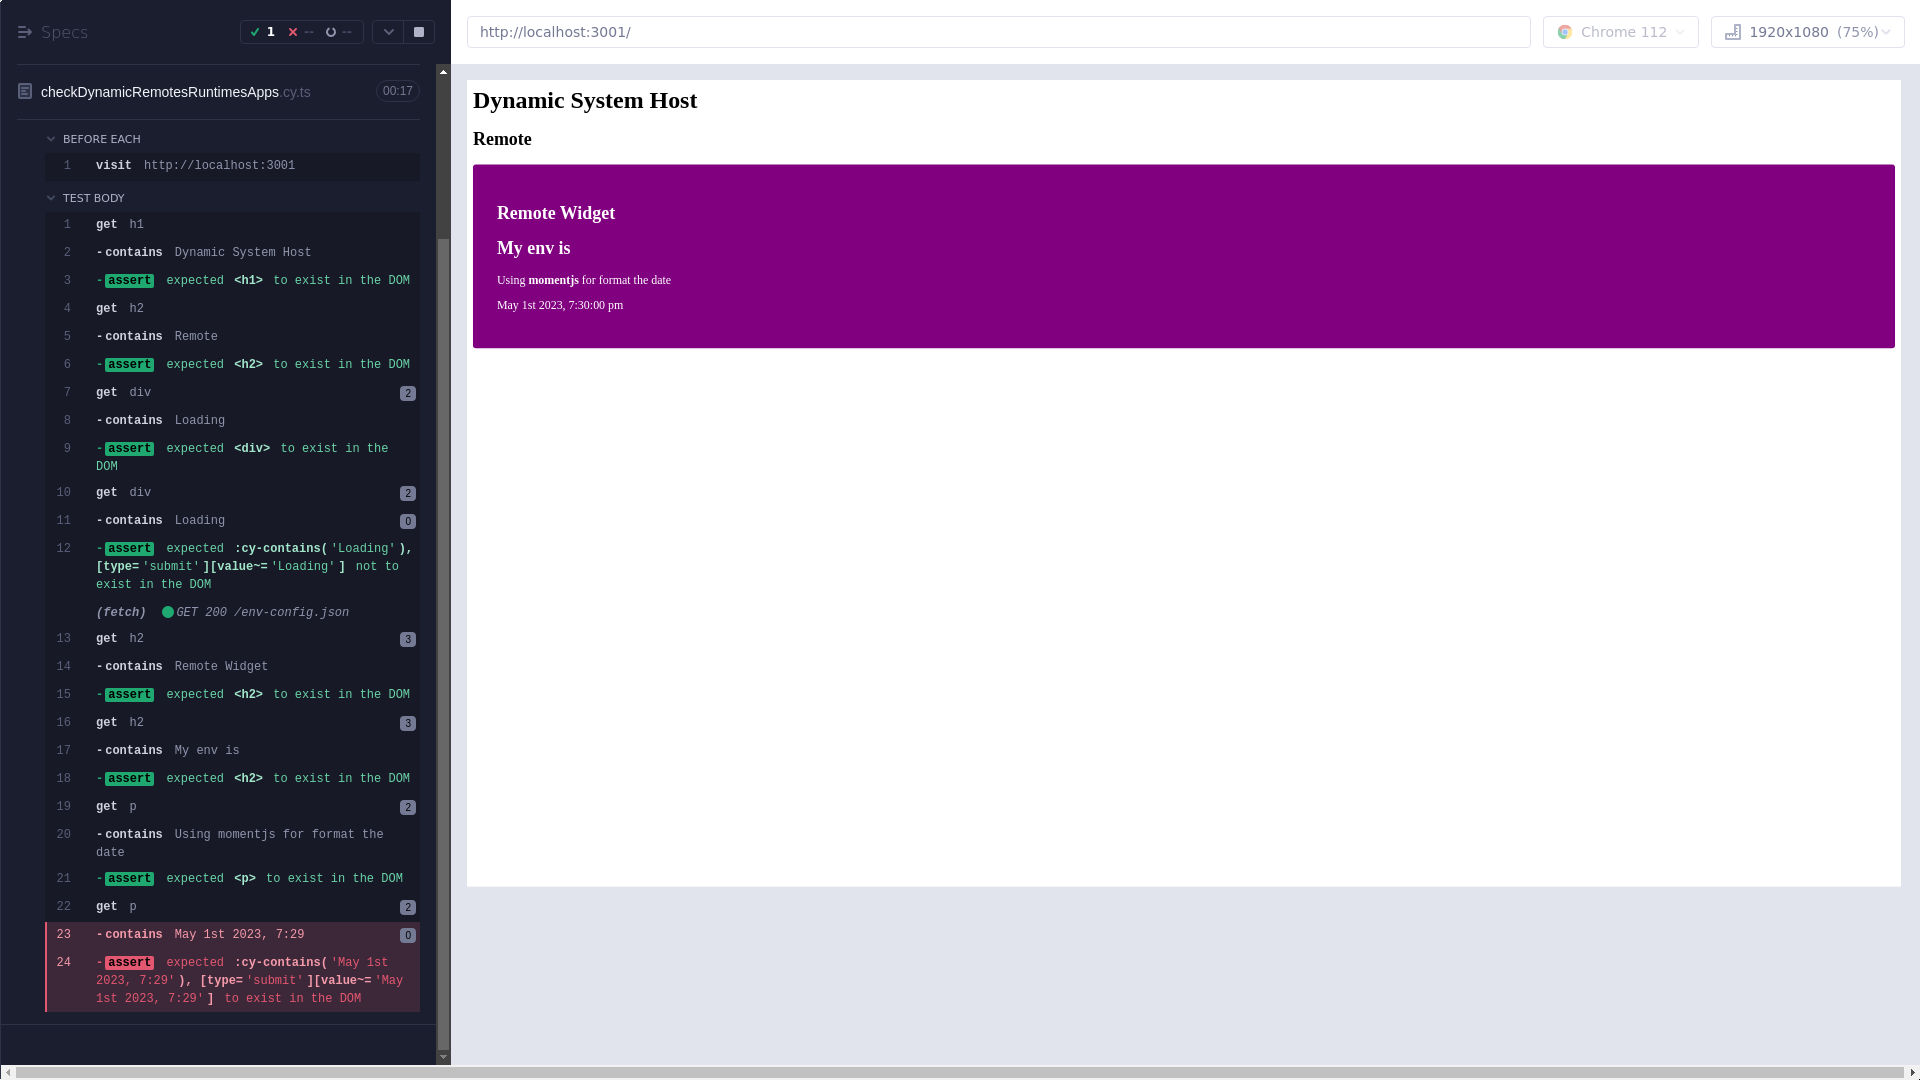 Specs
1 -- --
checkDynamicRemotesRuntimesApps.cy.ts 00:17
BEFORE EACH
1 visit http://localhost:3001
TEST BODY
1 get h1
2 -contains Dynamic System Host
3 -assert expected <h1> to exist in the DOM
4 get h2
5 -contains Remote
6 -assert expected <h2> to exist in the DOM
7 get div 2
8 -contains Loading
9 -assert expected <div> to exist in the
DOM
10 get div 2
11 -contains Loading 0
12 -assert expected :cy-contains('Loading'),
[type='submit'][value~='Loading'] not to
exist in the DOM
(fetch) GET 200 /env-config.json
13 get h2 3
14 -contains Remote Widget
15 -assert expected <h2> to exist in the DOM
16 get h2 3
17 -contains My env is
18 -assert expected <h2> to exist in the DOM
19 get p 2
20 -contains Using momentjs for format the
date
21 -assert expected <p> to exist in the DOM
22 get p 2
23 -contains May 1st 2023, 7:29 0
24 -assert expected :cy-contains('May 1st
2023, 7:29'), [type='submit'][value~='May
1st 2023, 7:29'] to exist in the DOM
http://localhost:3001/
Chrome 112
1920x1080 (75%)
Dynamic System Host
Remote
Remote Widget
My env is
Using momentjs for format the date
May 1st 2023, 7:30:00 pm